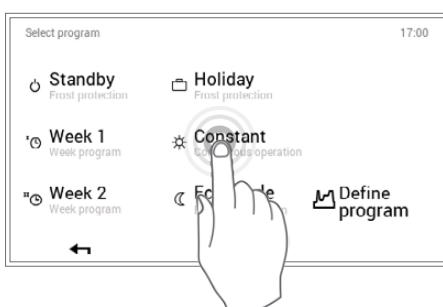 Select program 17:00
Standby
Frost protection
Holiday
Frost protection
Week 1
Week program
Constant
operation
Week 2
Week program
Define
program